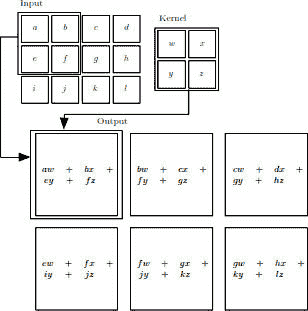 Input
Kernel
a b c d
w x
e f g h
y z
i j k l
Output
aw + bx +
ey + fz
bw + cx +
fy + gz
cw + dx +
gy + hz
ew + fx +
iy + jz
fw + gx +
jy + kz
gw + hx +
ky + lz